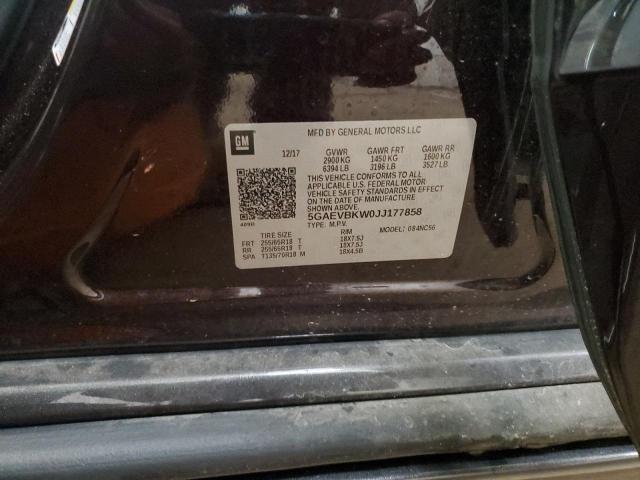 GM
MFD BY GENERAL MOTORS LLC
12/17 GVWR GAWR FRT GAWR RR
2900 KG 1450 KG 1600 KG
6394 LB 3196 LB 3527 LB
THIS VEHICLE CONFORMS TO ALL
APPLICABLE U.S. FEDERAL MOTOR
VEHICLE SAFETY STANDARDS IN EFFECT
ON THE DATE OF MANUFACTURE
SHOWN ABOVE.
5GAEVBKW0JJ177858
TYPE: M.P.V. MODEL: 084NC56
TIRE SIZE RIM
FRT 255/65R18 T 18X7.5J
RR 255/65R18 T 18X7.5J
SPA T135/70R18 M 18X4.5B